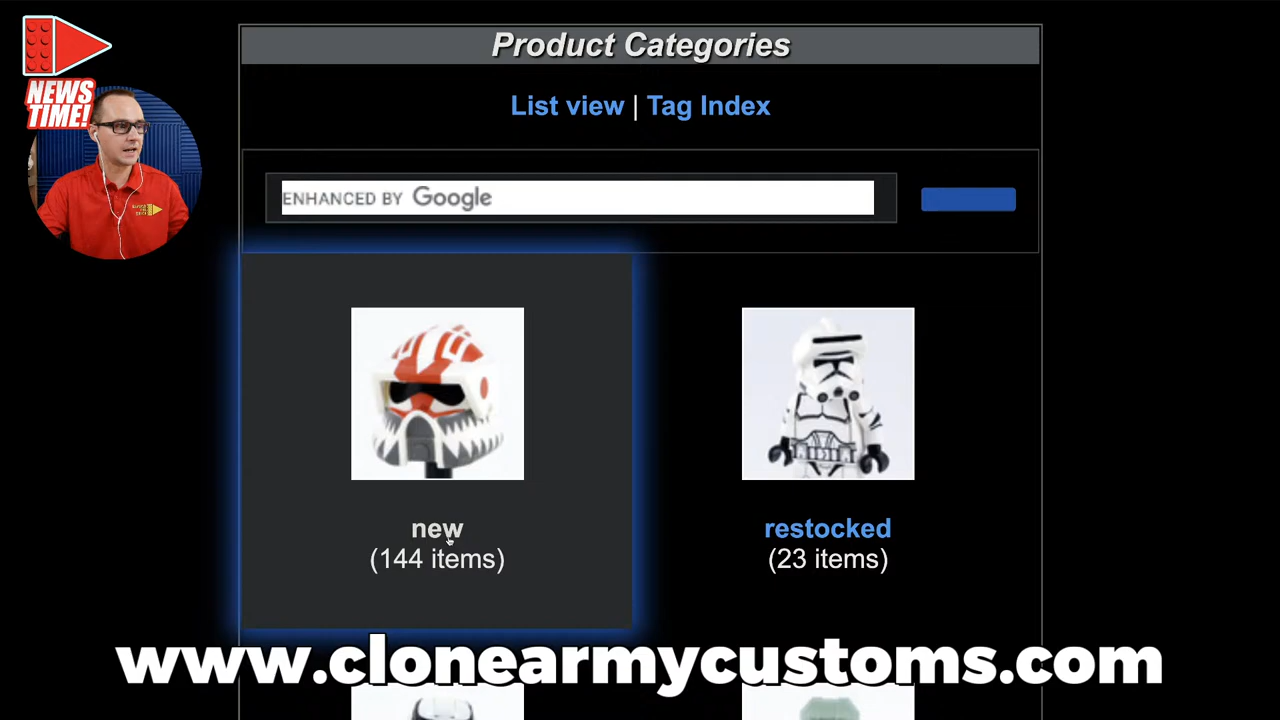 Product Categories
NEWS
TIME!
List view | Tag Index
ENHANCED BY Google
new
(144 items)
restocked
(23 items)
www.clonearmycustoms.com